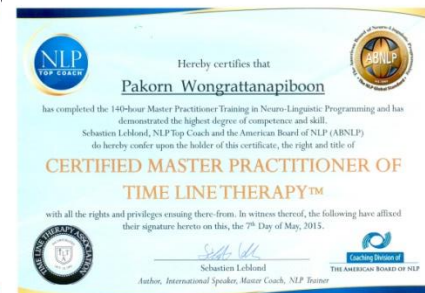 NLP
TOP COACH
ABNLP
Hereby certifies that
Pakorn Wongrattanapiboon
has completed the 140-hour Master Practitioner Training in Neuro-Linguistic Programming and has
demonstrated the highest degree of competence and skill.
Sebastien Leblond, NLP Top Coach and the American Board of NLP (ABNLP)
do hereby confer upon the holder of this certificate, the right and title of
CERTIFIED MASTER PRACTITIONER OF
TIME LINE THERAPY™
with all the rights and privileges ensuing there-from. In witness thereof, the following have affixed
their signature hereto on this, the 7th Day of May, 2015.
TIME LINE THERAPY ASSOCIATION
Sebastien Leblond
Author, International Speaker, Master Coach, NLP Trainer
Coaching Division of
THE AMERICAN BOARD OF NLP